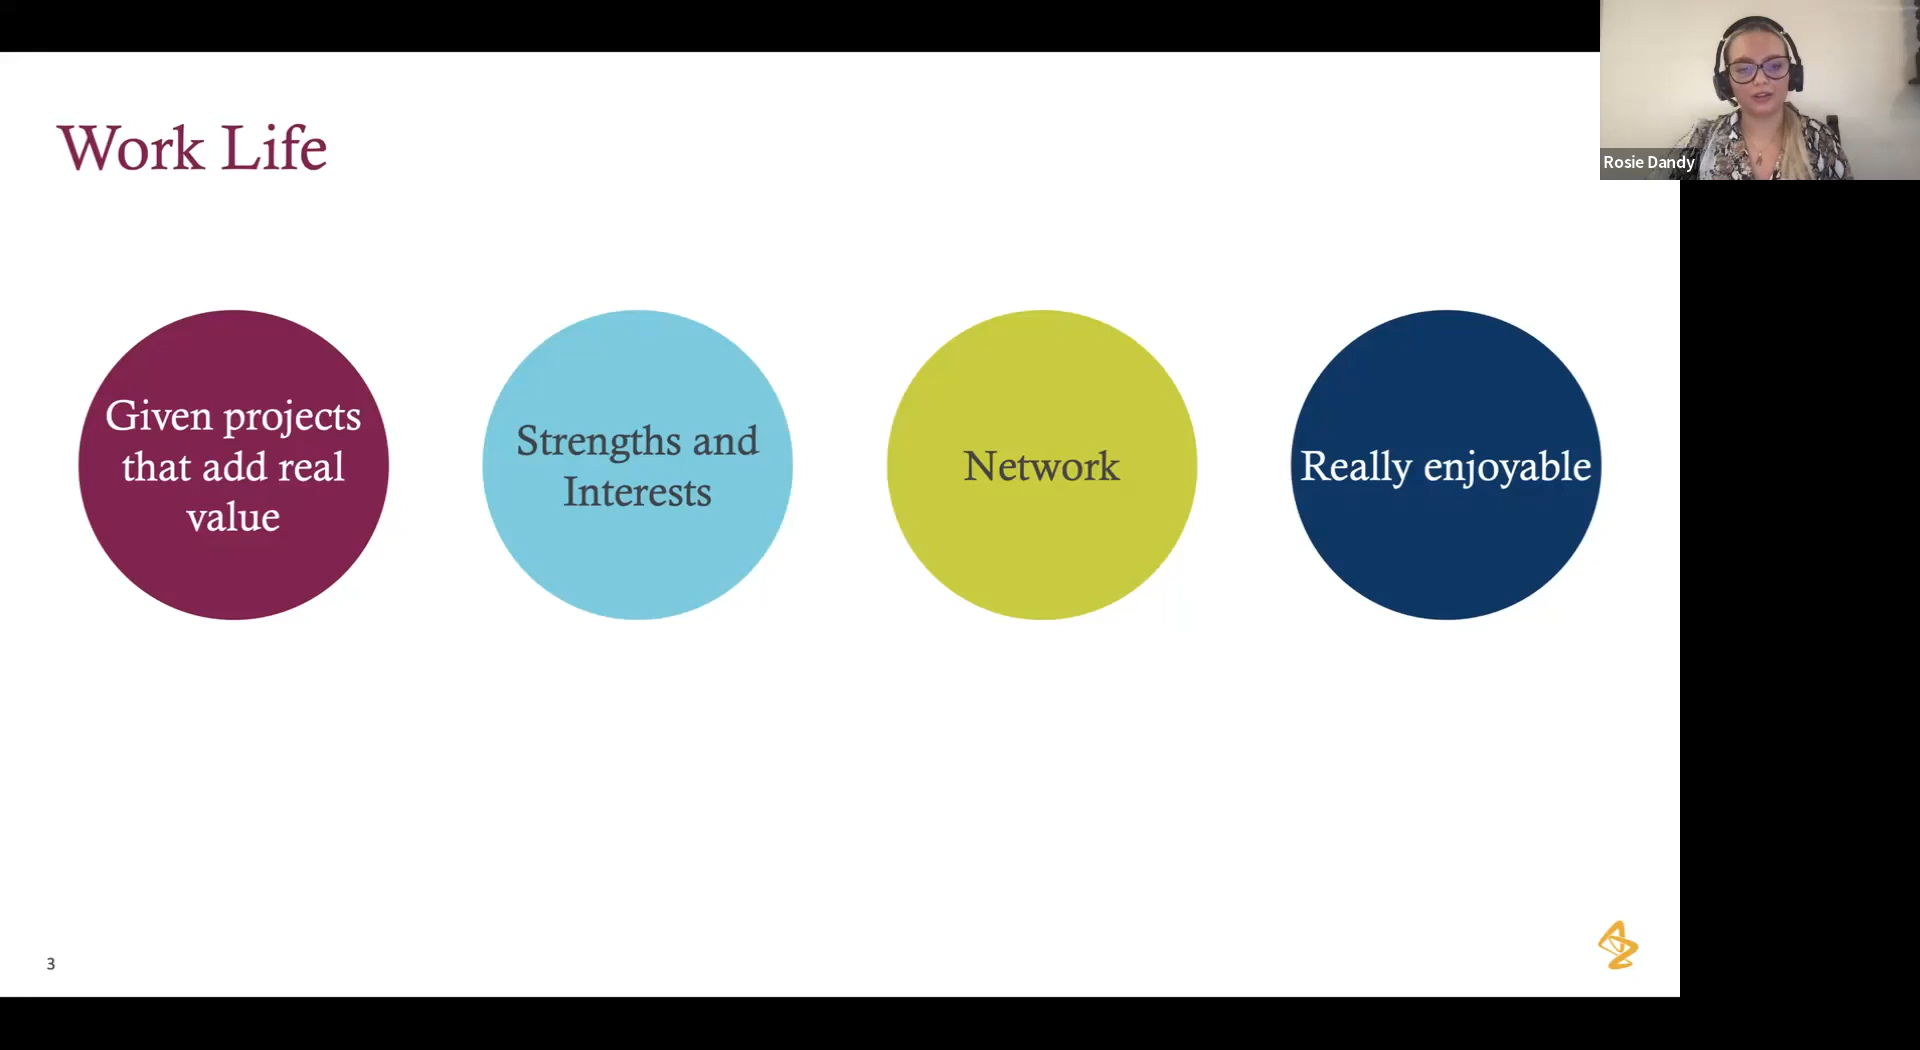 Work Life
Given projects
that add real
value
Strengths and
Interests
Network
Really enjoyable
Rosie Dandy
3